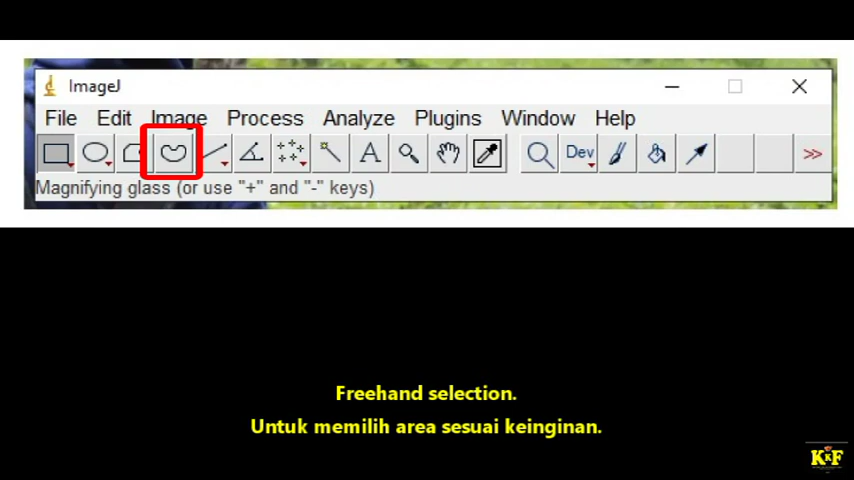 ImageJ
File Edit Image Process Analyze Plugins Window Help
A Dev >>
Magnifying glass (or use "+" and "-" keys)
Freehand selection.
Untuk memilih area sesuai keinginan.
KKF